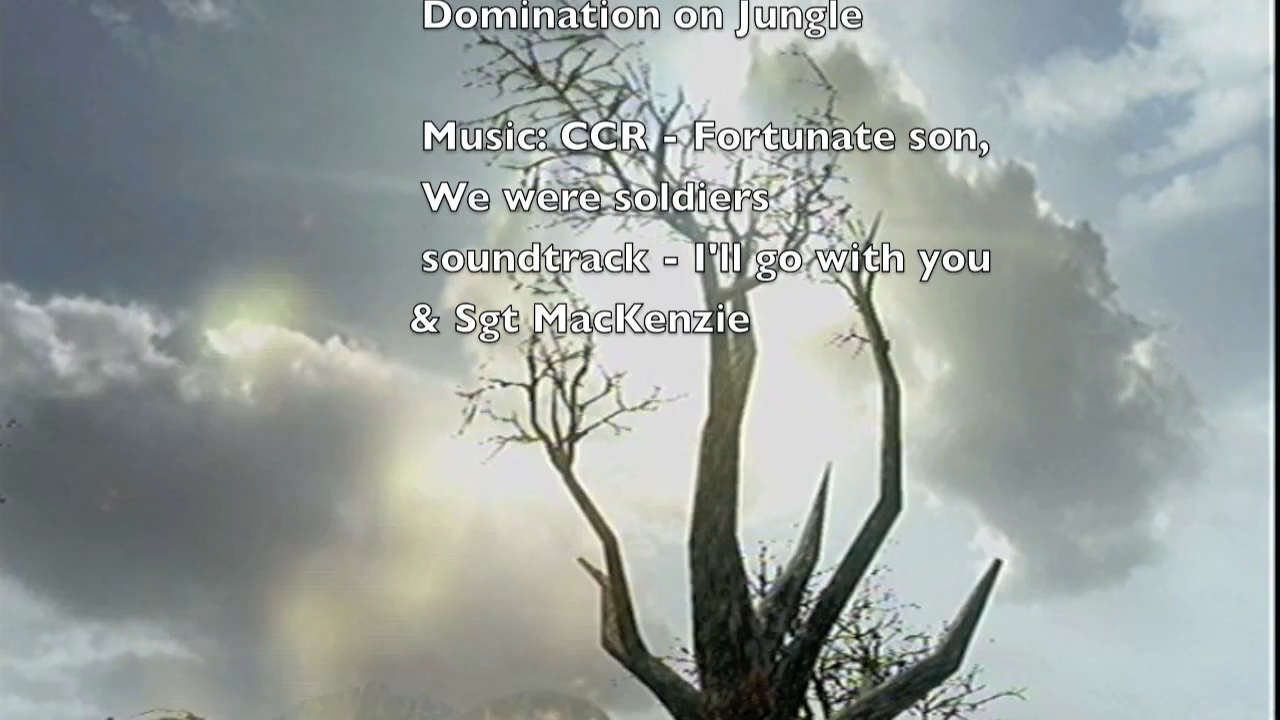 Domination on Jungle
Music: CCR - Fortunate son,
We were soldiers
soundtrack - I'll go with you
& Sgt MacKenzie